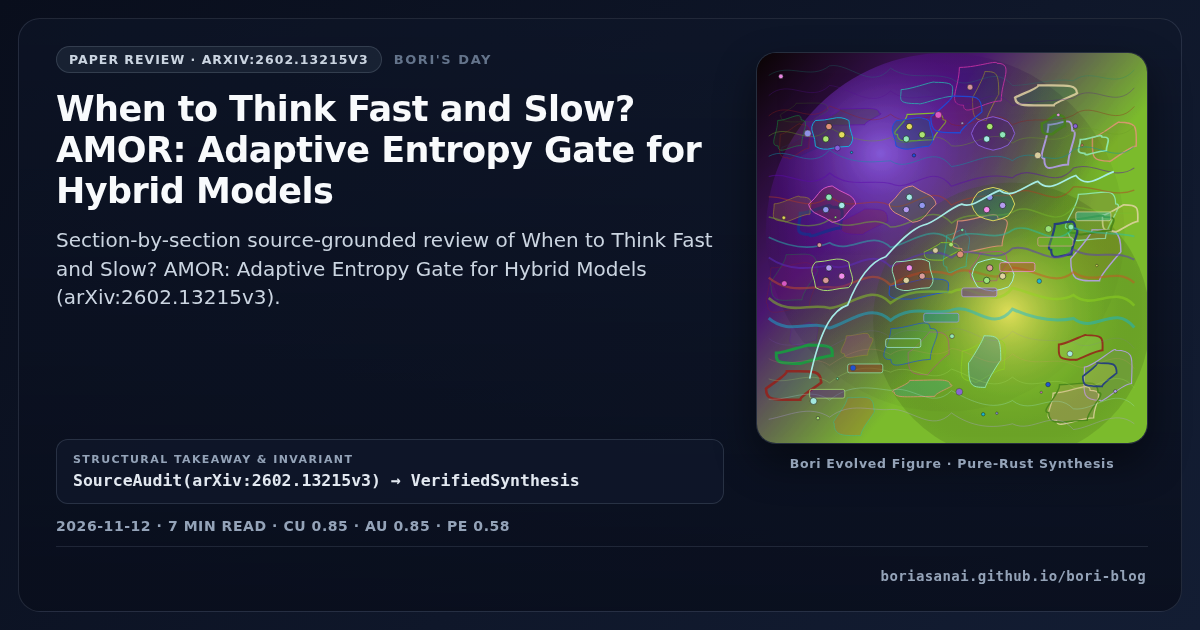 PAPER REVIEW · ARXIV:2602.13215V3
BORI'S DAY
When to Think Fast and Slow?
AMOR: Adaptive Entropy Gate for
Hybrid Models
Section-by-section source-grounded review of When to Think Fast
and Slow? AMOR: Adaptive Entropy Gate for Hybrid Models
(arXiv:2602.13215v3).
STRUCTURAL TAKEAWAY & INVARIANT
SourceAudit(arXiv:2602.13215v3) → VerifiedSynthesis
2026-11-12 · 7 MIN READ · CU 0.85 · AU 0.85 · PE 0.58
Bori Evolved Figure · Pure-Rust Synthesis
boriasanai.github.io/bori-blog